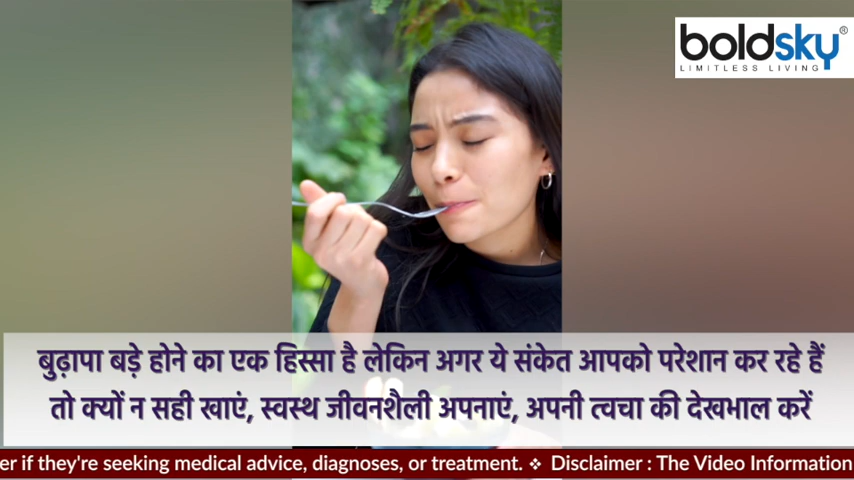 boldsky®
LIMITLESS LIVING
बुढ़ापा बड़े होने का एक हिस्सा है लेकिन अगर ये संकेत आपको परेशान कर रहे हैं
तो क्यों न सही खाएं, स्वस्थ जीवनशैली अपनाएं, अपनी त्वचा की देखभाल करें
er if they're seeking medical advice, diagnoses, or treatment. ❖ Disclaimer : The Video Information